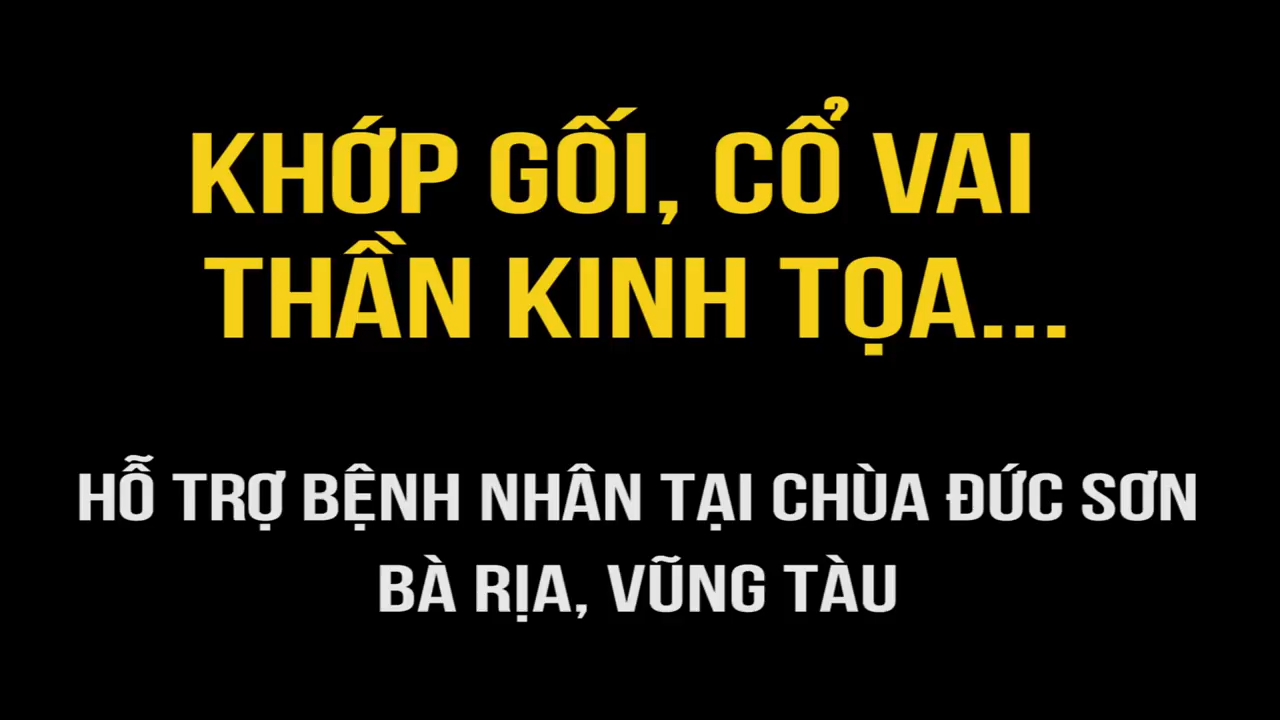 KHỚP GỐI, CỔ VAI
THẦN KINH TỌA...
HỖ TRỢ BỆNH NHÂN TẠI CHÙA ĐỨC SƠN
BÀ RỊA, VŨNG TÀU